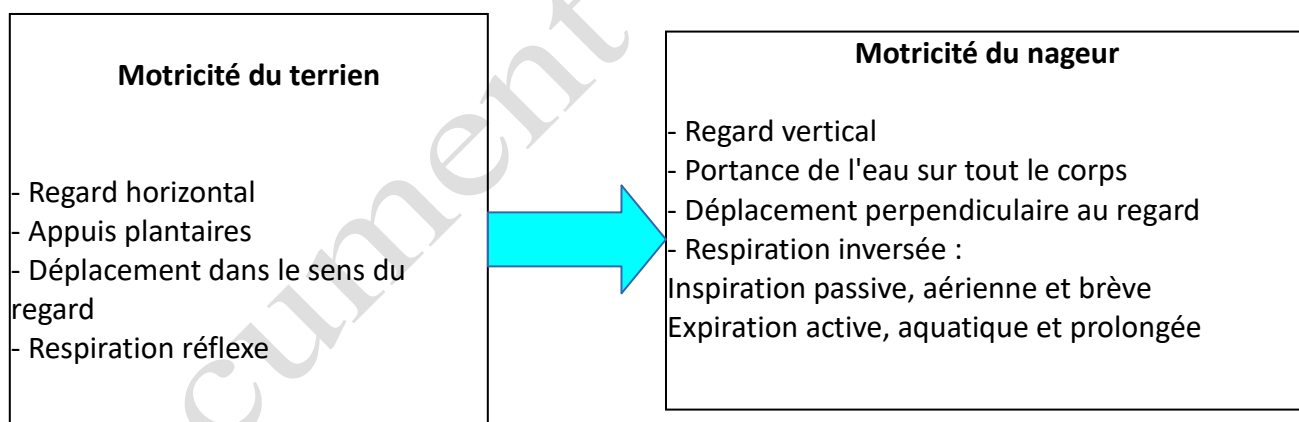 Motricité du terrien
- Regard horizontal
- Appuis plantaires
- Déplacement dans le sens du
regard
- Respiration réflexe
Motricité du nageur
- Regard vertical
- Portance de l'eau sur tout le corps
- Déplacement perpendiculaire au regard
- Respiration inversée :
Inspiration passive, aérienne et brève
Expiration active, aquatique et prolongée
cument